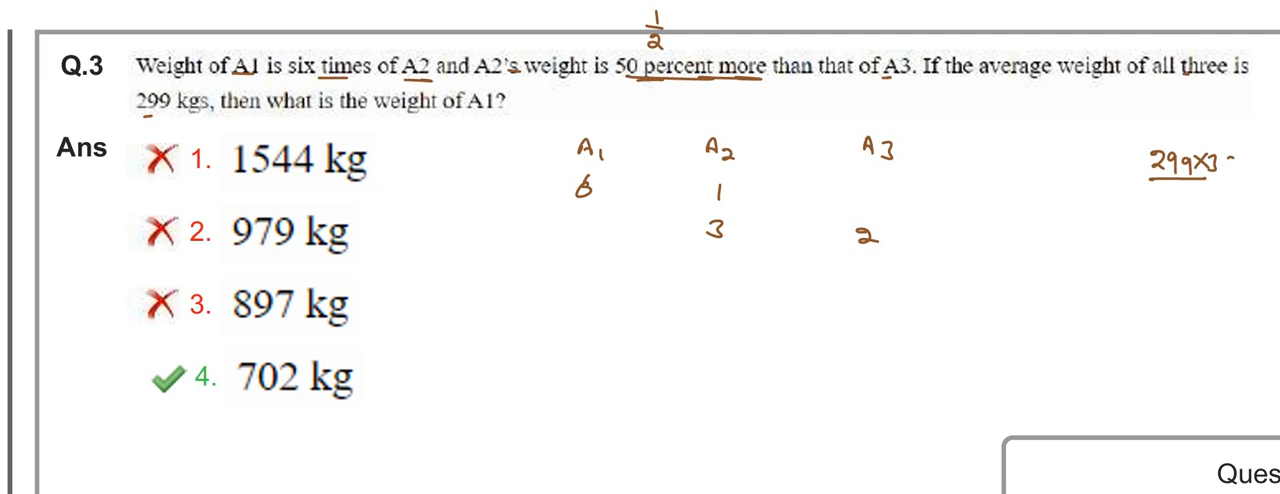 1/2
Q.3 Weight of A1 is six times of A2 and A2's weight is 50 percent more than that of A3. If the average weight of all three is
299 kgs, then what is the weight of A1?
Ans
1. 1544 kg
2. 979 kg
3. 897 kg
4. 702 kg
A1 A2 A3
6 1
3 2
299×3 -
Ques